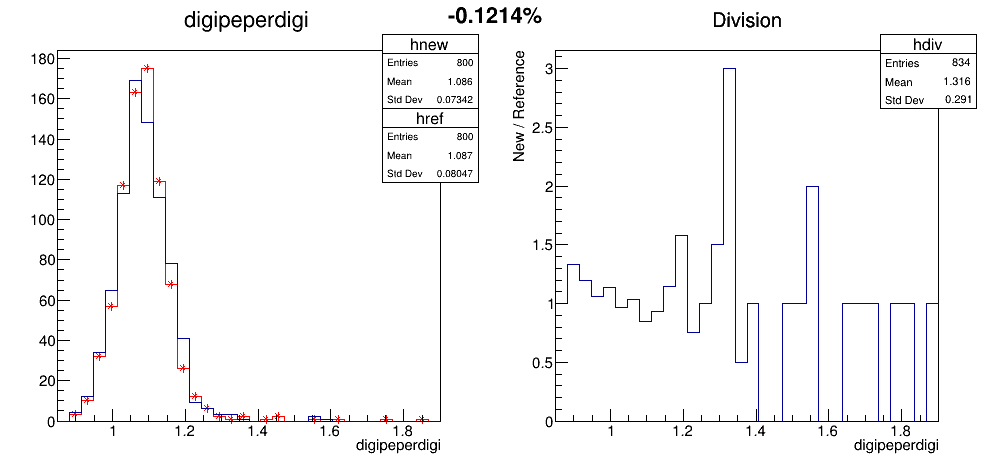 -0.1214%
digipeperdigi
hnew
Entries 800
Mean 1.086
Std Dev 0.07342
href
Entries 800
Mean 1.087
Std Dev 0.08047
180
160
140
120
100
80
60
40
20
0
1 1.2 1.4 1.6 1.8
digipeperdigi
Division
hdiv
Entries 834
Mean 1.316
Std Dev 0.291
New / Reference
3
2.5
2
1.5
1
0.5
0
1 1.2 1.4 1.6 1.8
digipeperdigi